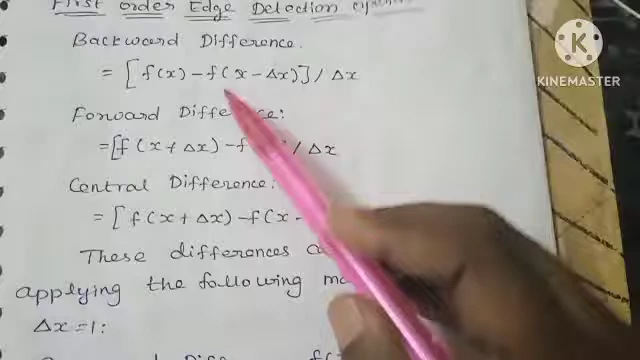 First order Edge Detection
Backward Difference.
= [f(x) - f(x - Δx)] / Δx
Forward Difference:
= [f(x + Δx) - f / Δx
Central Difference:
= [f(x + Δx) - f(x -
These differences
applying the following
Δx = 1:
KINEMASTER